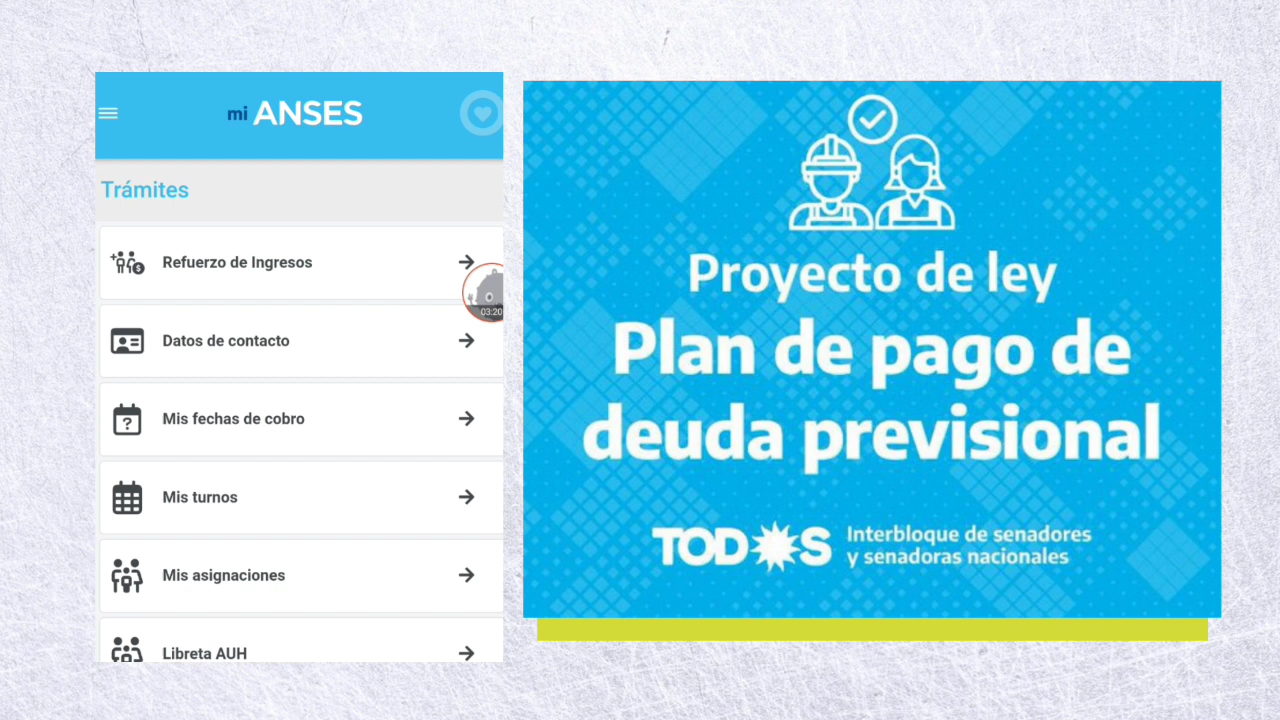 mi ANSES
Trámites
Refuerzo de Ingresos
03:20
Datos de contacto
Mis fechas de cobro
?
Mis turnos
Mis asignaciones
Libreta AUH
Proyecto de ley
Plan de pago de
deuda previsional
TODOS
Interbloque de senadores
y senadoras nacionales